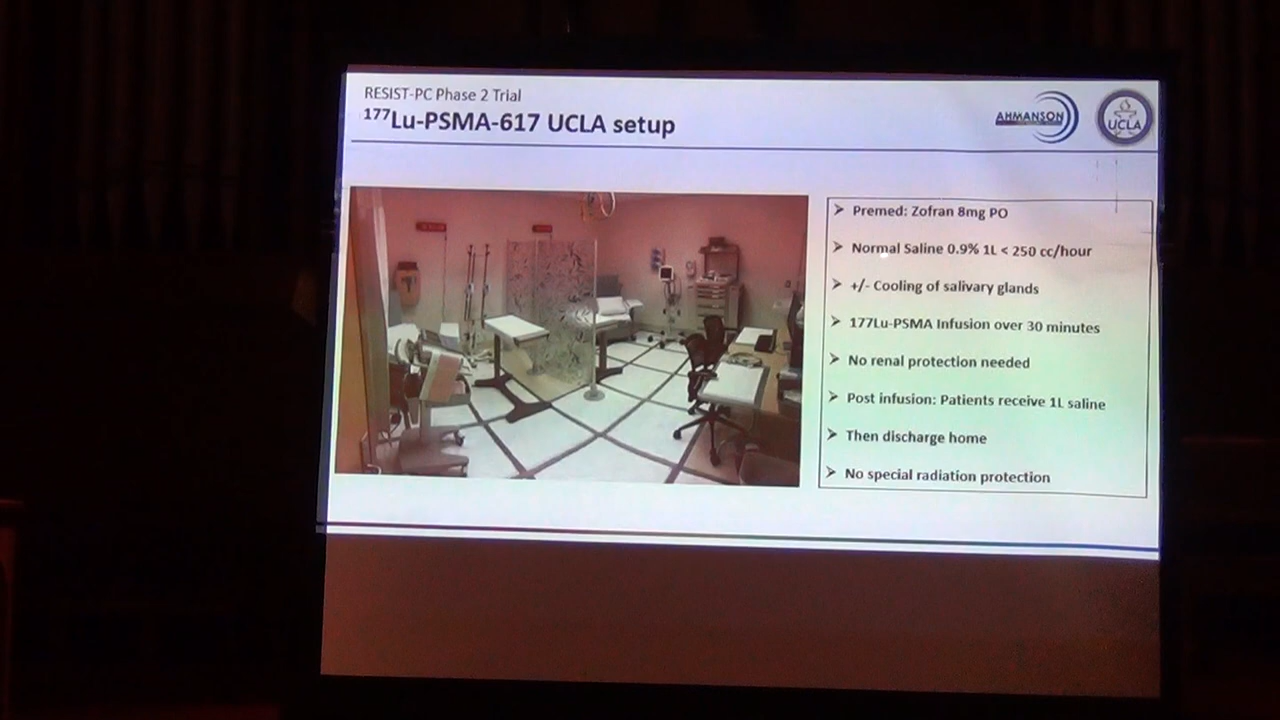 RESIST-PC Phase 2 Trial
¹⁷⁷Lu-PSMA-617 UCLA setup
AHMANSON
UCLA
➢ Premed: Zofran 8mg PO
➢ Normal Saline 0.9% 1L < 250 cc/hour
➢ +/- Cooling of salivary glands
➢ 177Lu-PSMA Infusion over 30 minutes
➢ No renal protection needed
➢ Post infusion: Patients receive 1L saline
➢ Then discharge home
➢ No special radiation protection